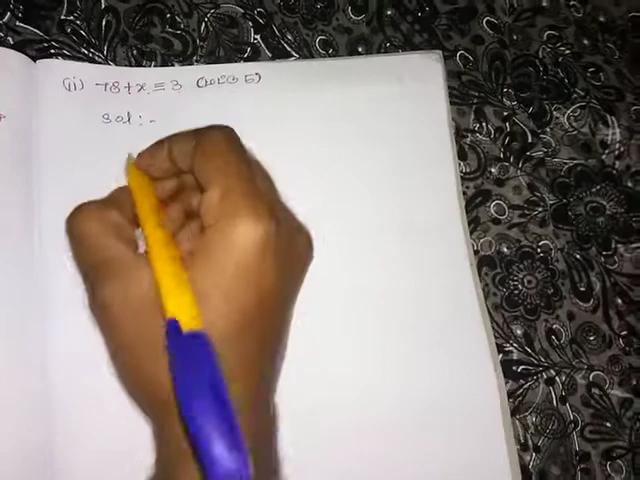 (ii) 78+x ≡ 3 (mod 5)
Sol:-